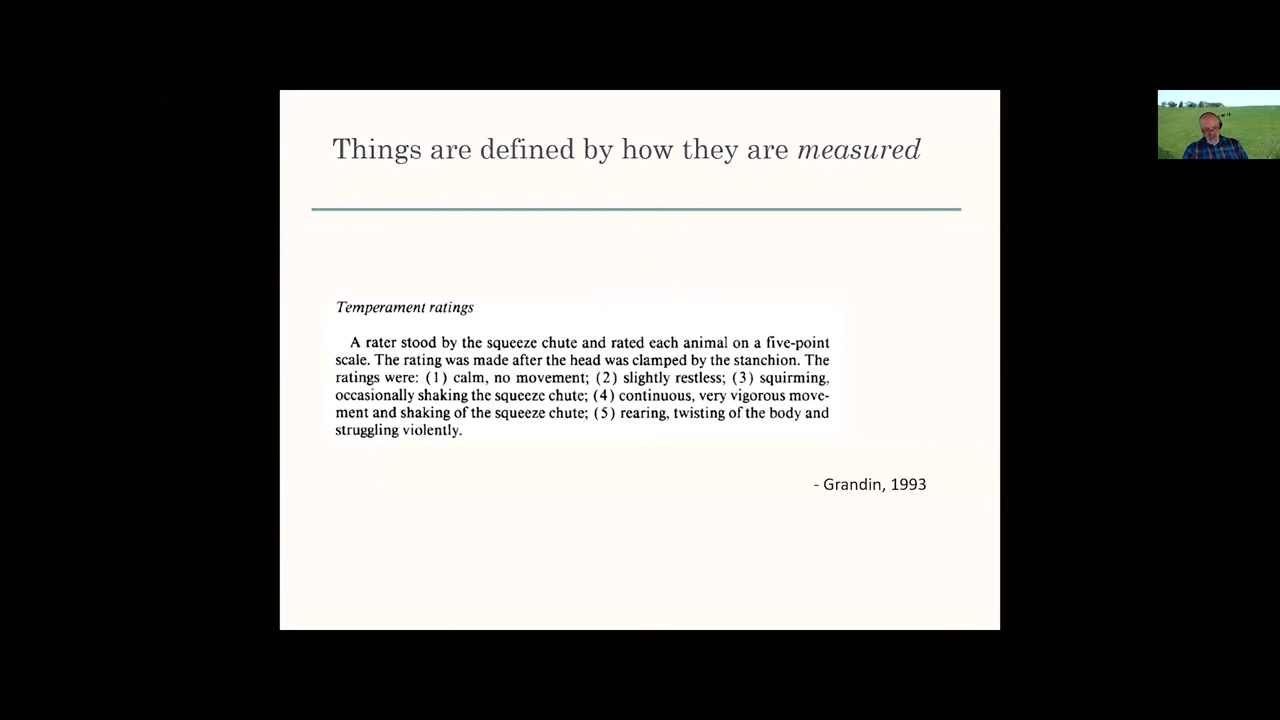 Things are defined by how they are measured
Temperament ratings
A rater stood by the squeeze chute and rated each animal on a five-point
scale. The rating was made after the head was clamped by the stanchion. The
ratings were: (1) calm, no movement; (2) slightly restless; (3) squirming,
occasionally shaking the squeeze chute; (4) continuous, very vigorous move-
ment and shaking of the squeeze chute; (5) rearing, twisting of the body and
struggling violently.
- Grandin, 1993